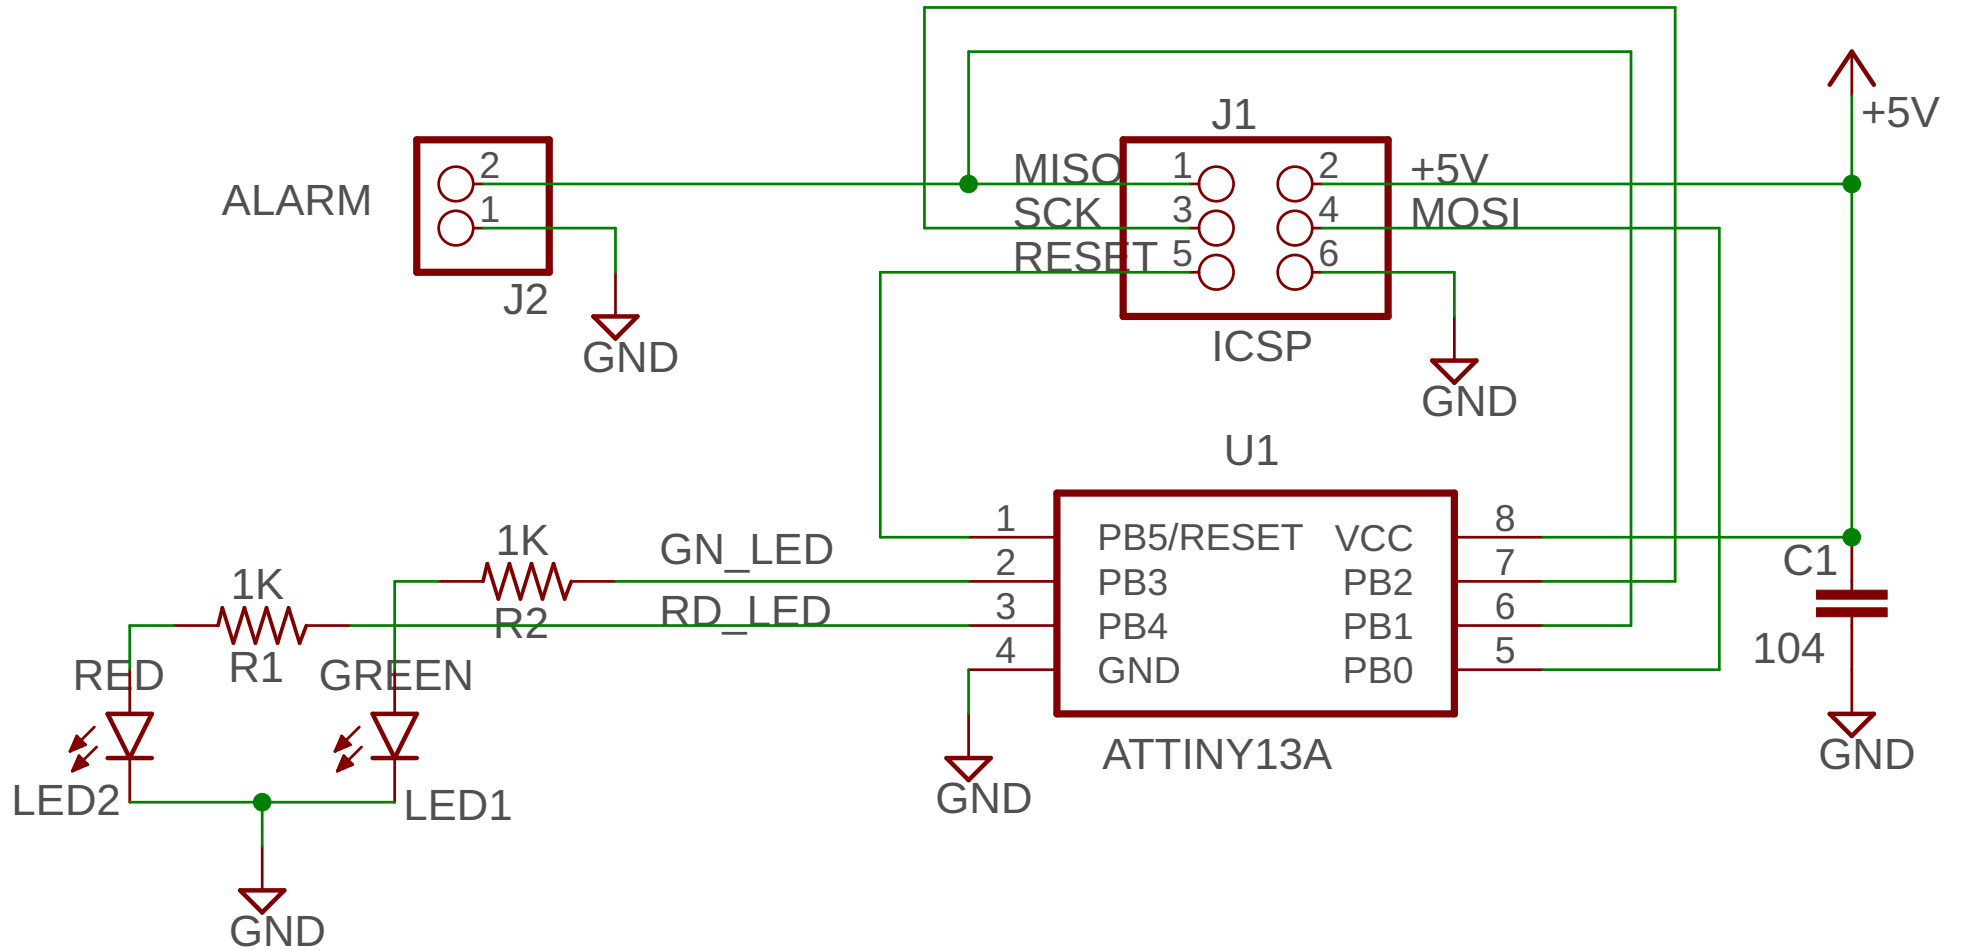 J1
+5V
ALARM
2
1
J2
GND
MISO 1 2 +5V
SCK 3 4 MOSI
RESET 5 6
ICSP
GND
U1
1 PB5/RESET VCC 8
2 PB3 PB2 7
3 PB4 PB1 6
4 GND PB0 5
ATTINY13A
GND
C1
104
GND
1K
R2
GN_LED
RD_LED
1K
R1
RED
GREEN
LED2
LED1
GND